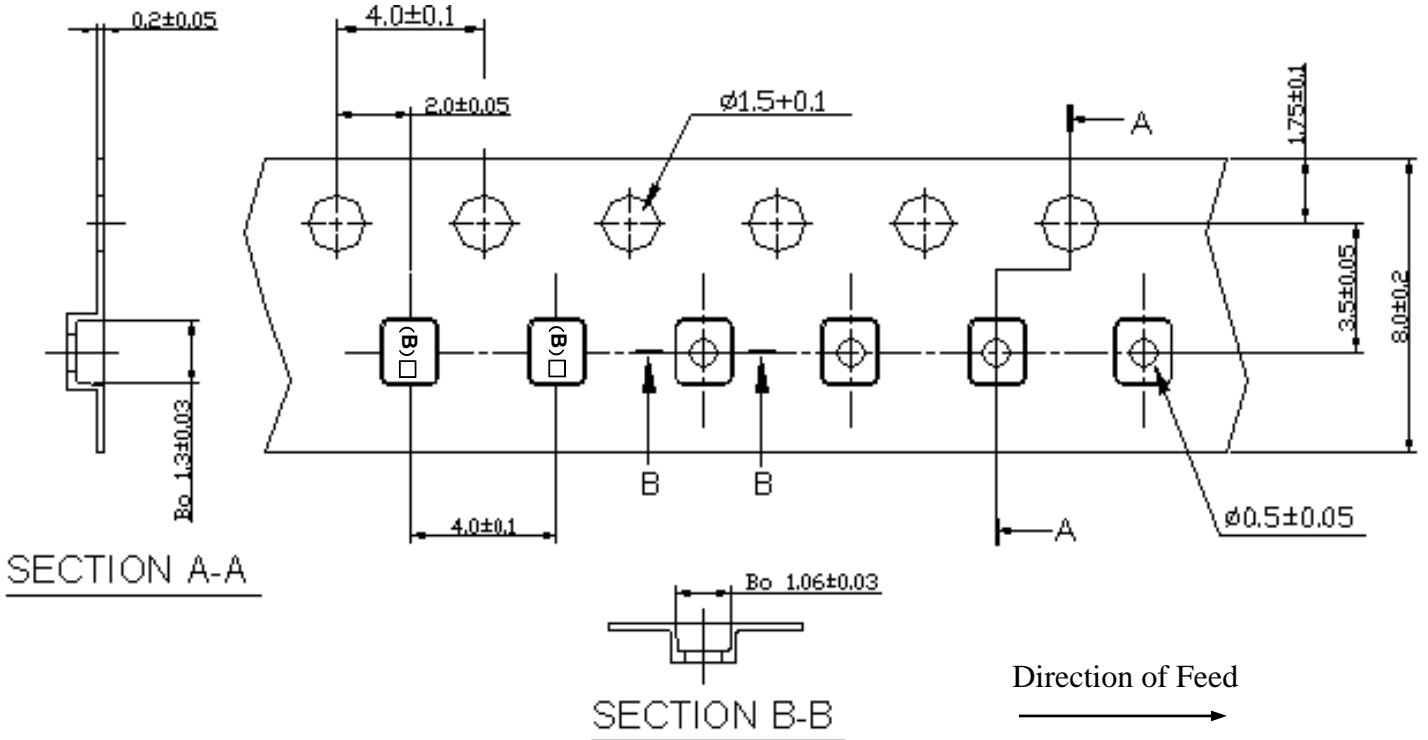 0.2±0.05
4.0±0.1
2.0±0.05
Ø1.5+0.1
A
1.75±0.1
3.5±0.05
8.0±0.2
(B)□
(B)□
Bo 1.3±0.03
B
B
4.0±0.1
A
Ø0.5±0.05
SECTION A-A
Bo 1.06±0.03
SECTION B-B
Direction of Feed